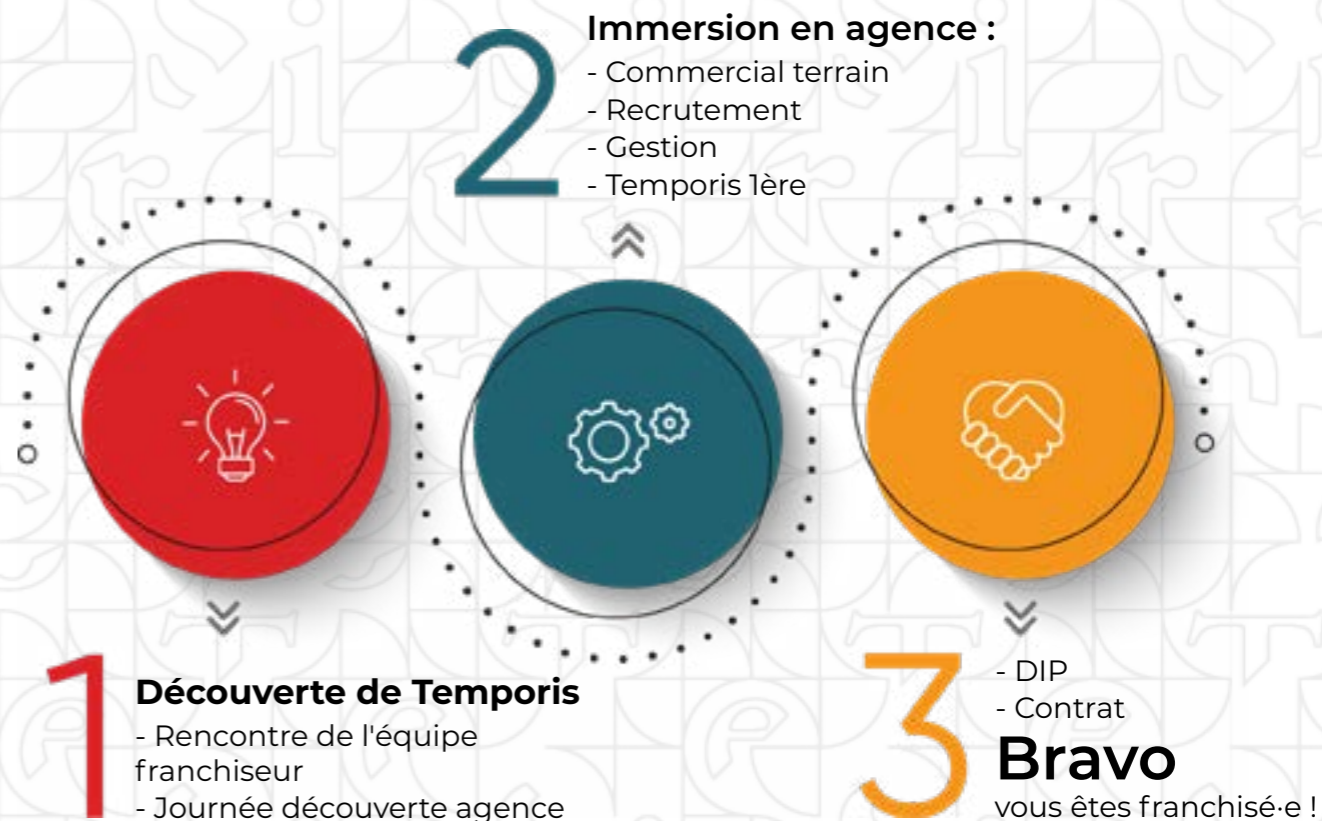 2
Immersion en agence :
- Commercial terrain
- Recrutement
- Gestion
- Temporis 1ère
1
Découverte de Temporis
- Rencontre de l'équipe
franchiseur
- Journée découverte agence
3
- DIP
- Contrat
Bravo
vous êtes franchisé·e !